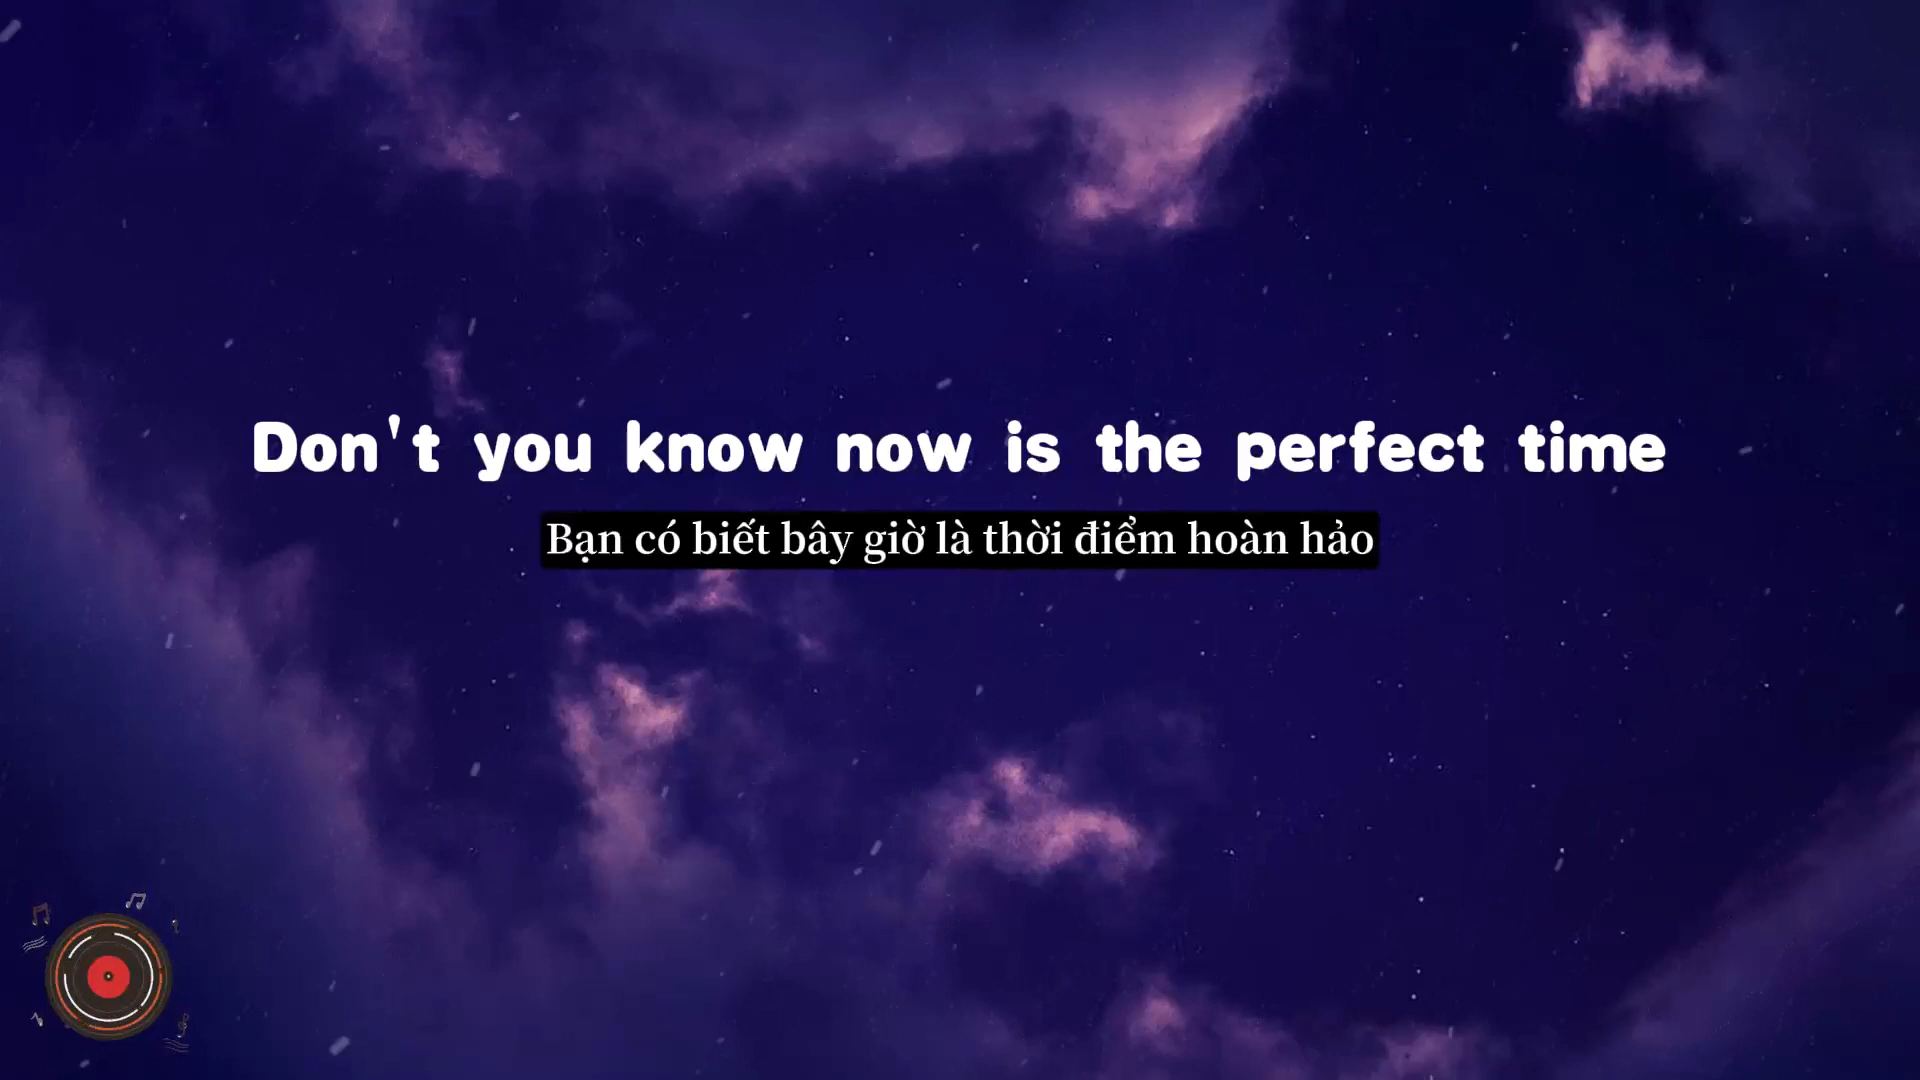 Don't you know now is the perfect time
Bạn có biết bây giờ là thời điểm hoàn hảo